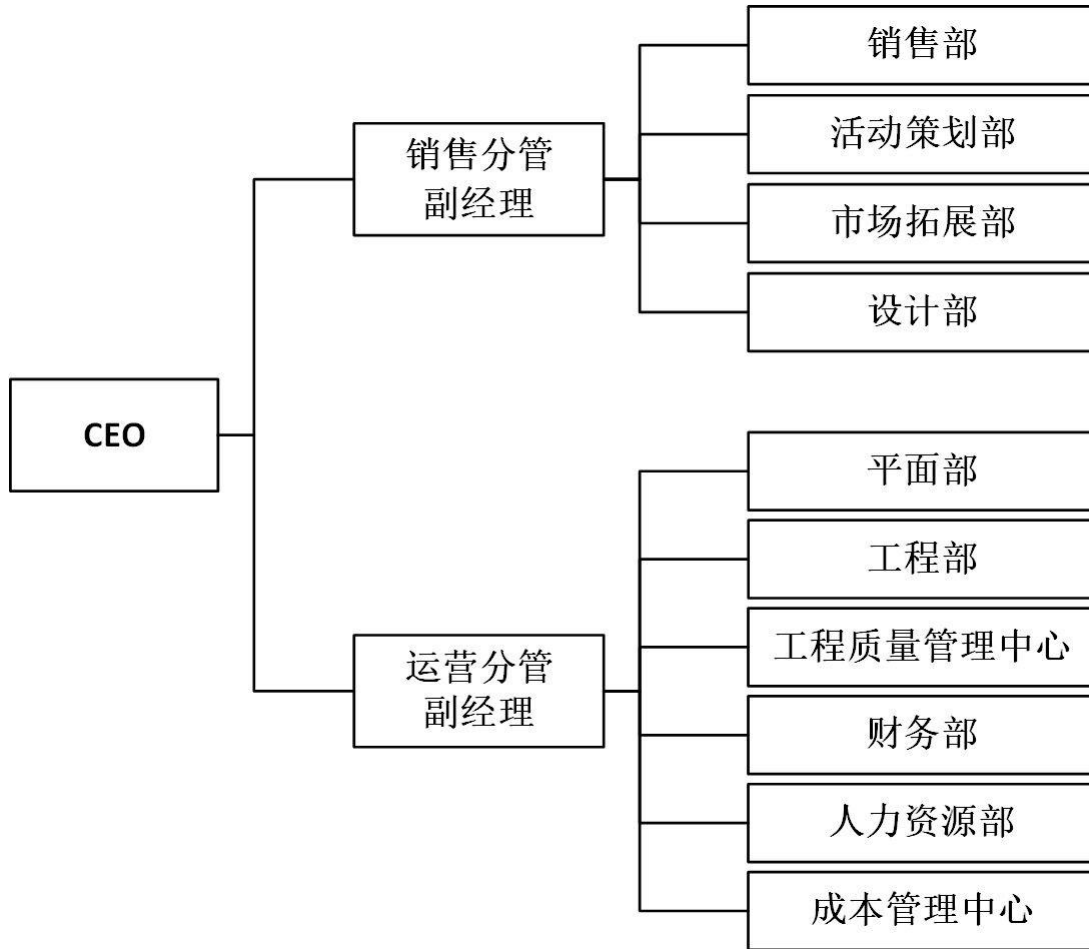 CEO
销售分管
副经理
销售部
活动策划部
市场拓展部
设计部
运营分管
副经理
平面部
工程部
工程质量管理中心
财务部
人力资源部
成本管理中心